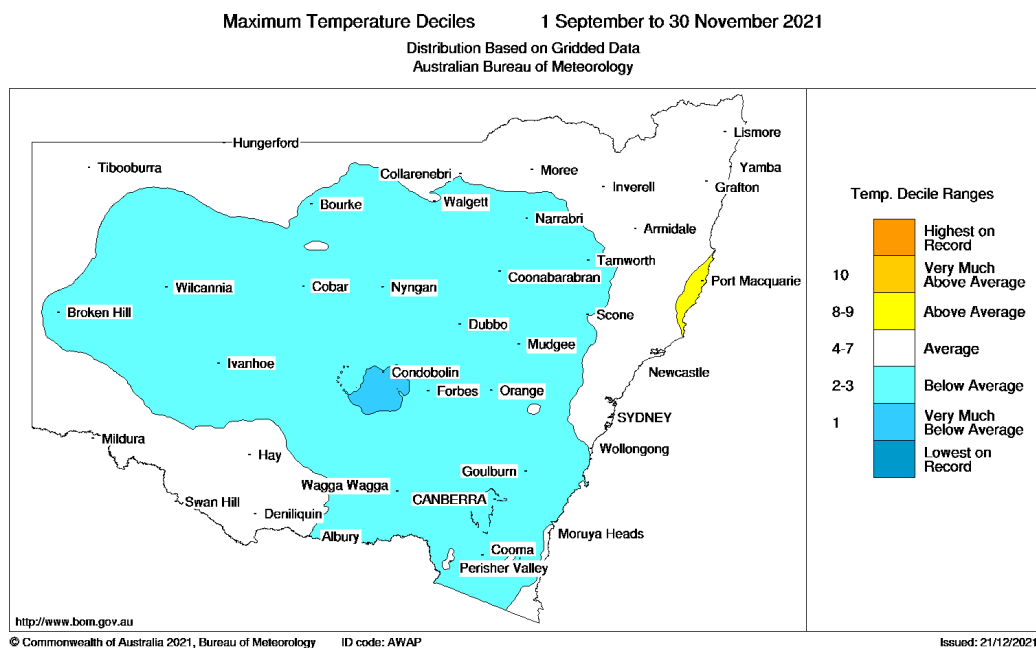 Maximum Temperature Deciles 1 September to 30 November 2021
Distribution Based on Gridded Data
Australian Bureau of Meteorology
Lismore
Hungerford
Tibooburra
Collarenebri
Moree
Yamba
Inverell
Grafton
Bourke
Walgett
Narrabri
Armidale
Tamworth
Coonabarabran
Port Macquarie
Wilcannia
Cobar
Nyngan
Broken Hill
Scone
Dubbo
Mudgee
Ivanhoe
Condobolin
Newcastle
Forbes
Orange
SYDNEY
Mildura
Wollongong
Hay
Goulburn
Wagga Wagga
CANBERRA
Swan Hill
Deniliquin
Albury
Moruya Heads
Cooma
Perisher Valley
Temp. Decile Ranges
Highest on
Record
10 Very Much
Above Average
8-9 Above Average
4-7 Average
2-3 Below Average
1 Very Much
Below Average
Lowest on
Record
http://www.bom.gov.au
© Commonwealth of Australia 2021, Bureau of Meteorology ID code: AWAP Issued: 21/12/2021